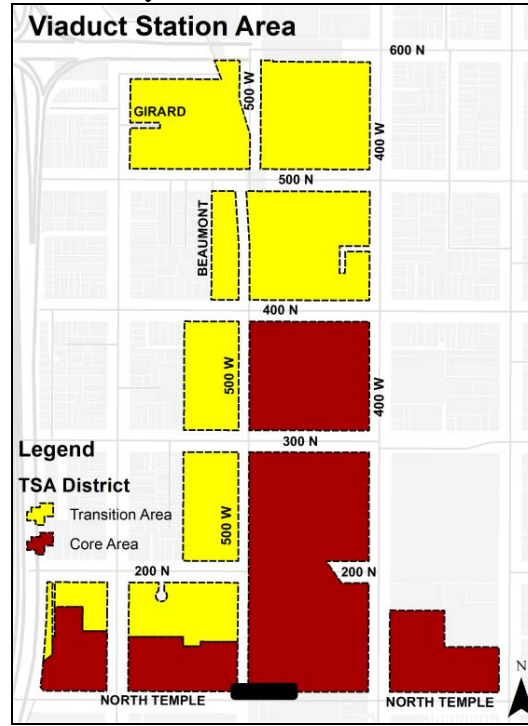 Viaduct Station Area
600 N
GIRARD
500 W
400 W
500 N
BEAUMONT
400 N
500 W
400 W
300 N
Legend
TSA District
Transition Area
Core Area
500 W
200 N
200 N
NORTH TEMPLE
NORTH TEMPLE
N